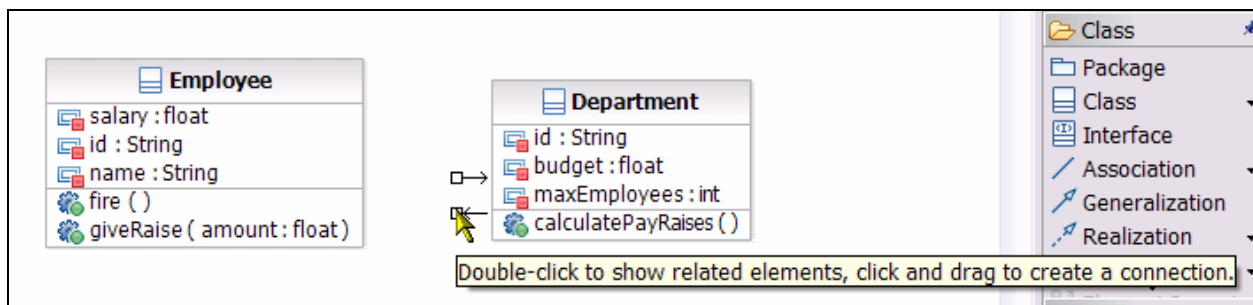 Employee
salary : float
id : String
name : String
fire ( )
giveRaise ( amount : float )
Department
id : String
budget : float
maxEmployees : int
calculatePayRaises ( )
Double-click to show related elements, click and drag to create a connection.
Class
Package
Class
Interface
Association
Generalization
Realization